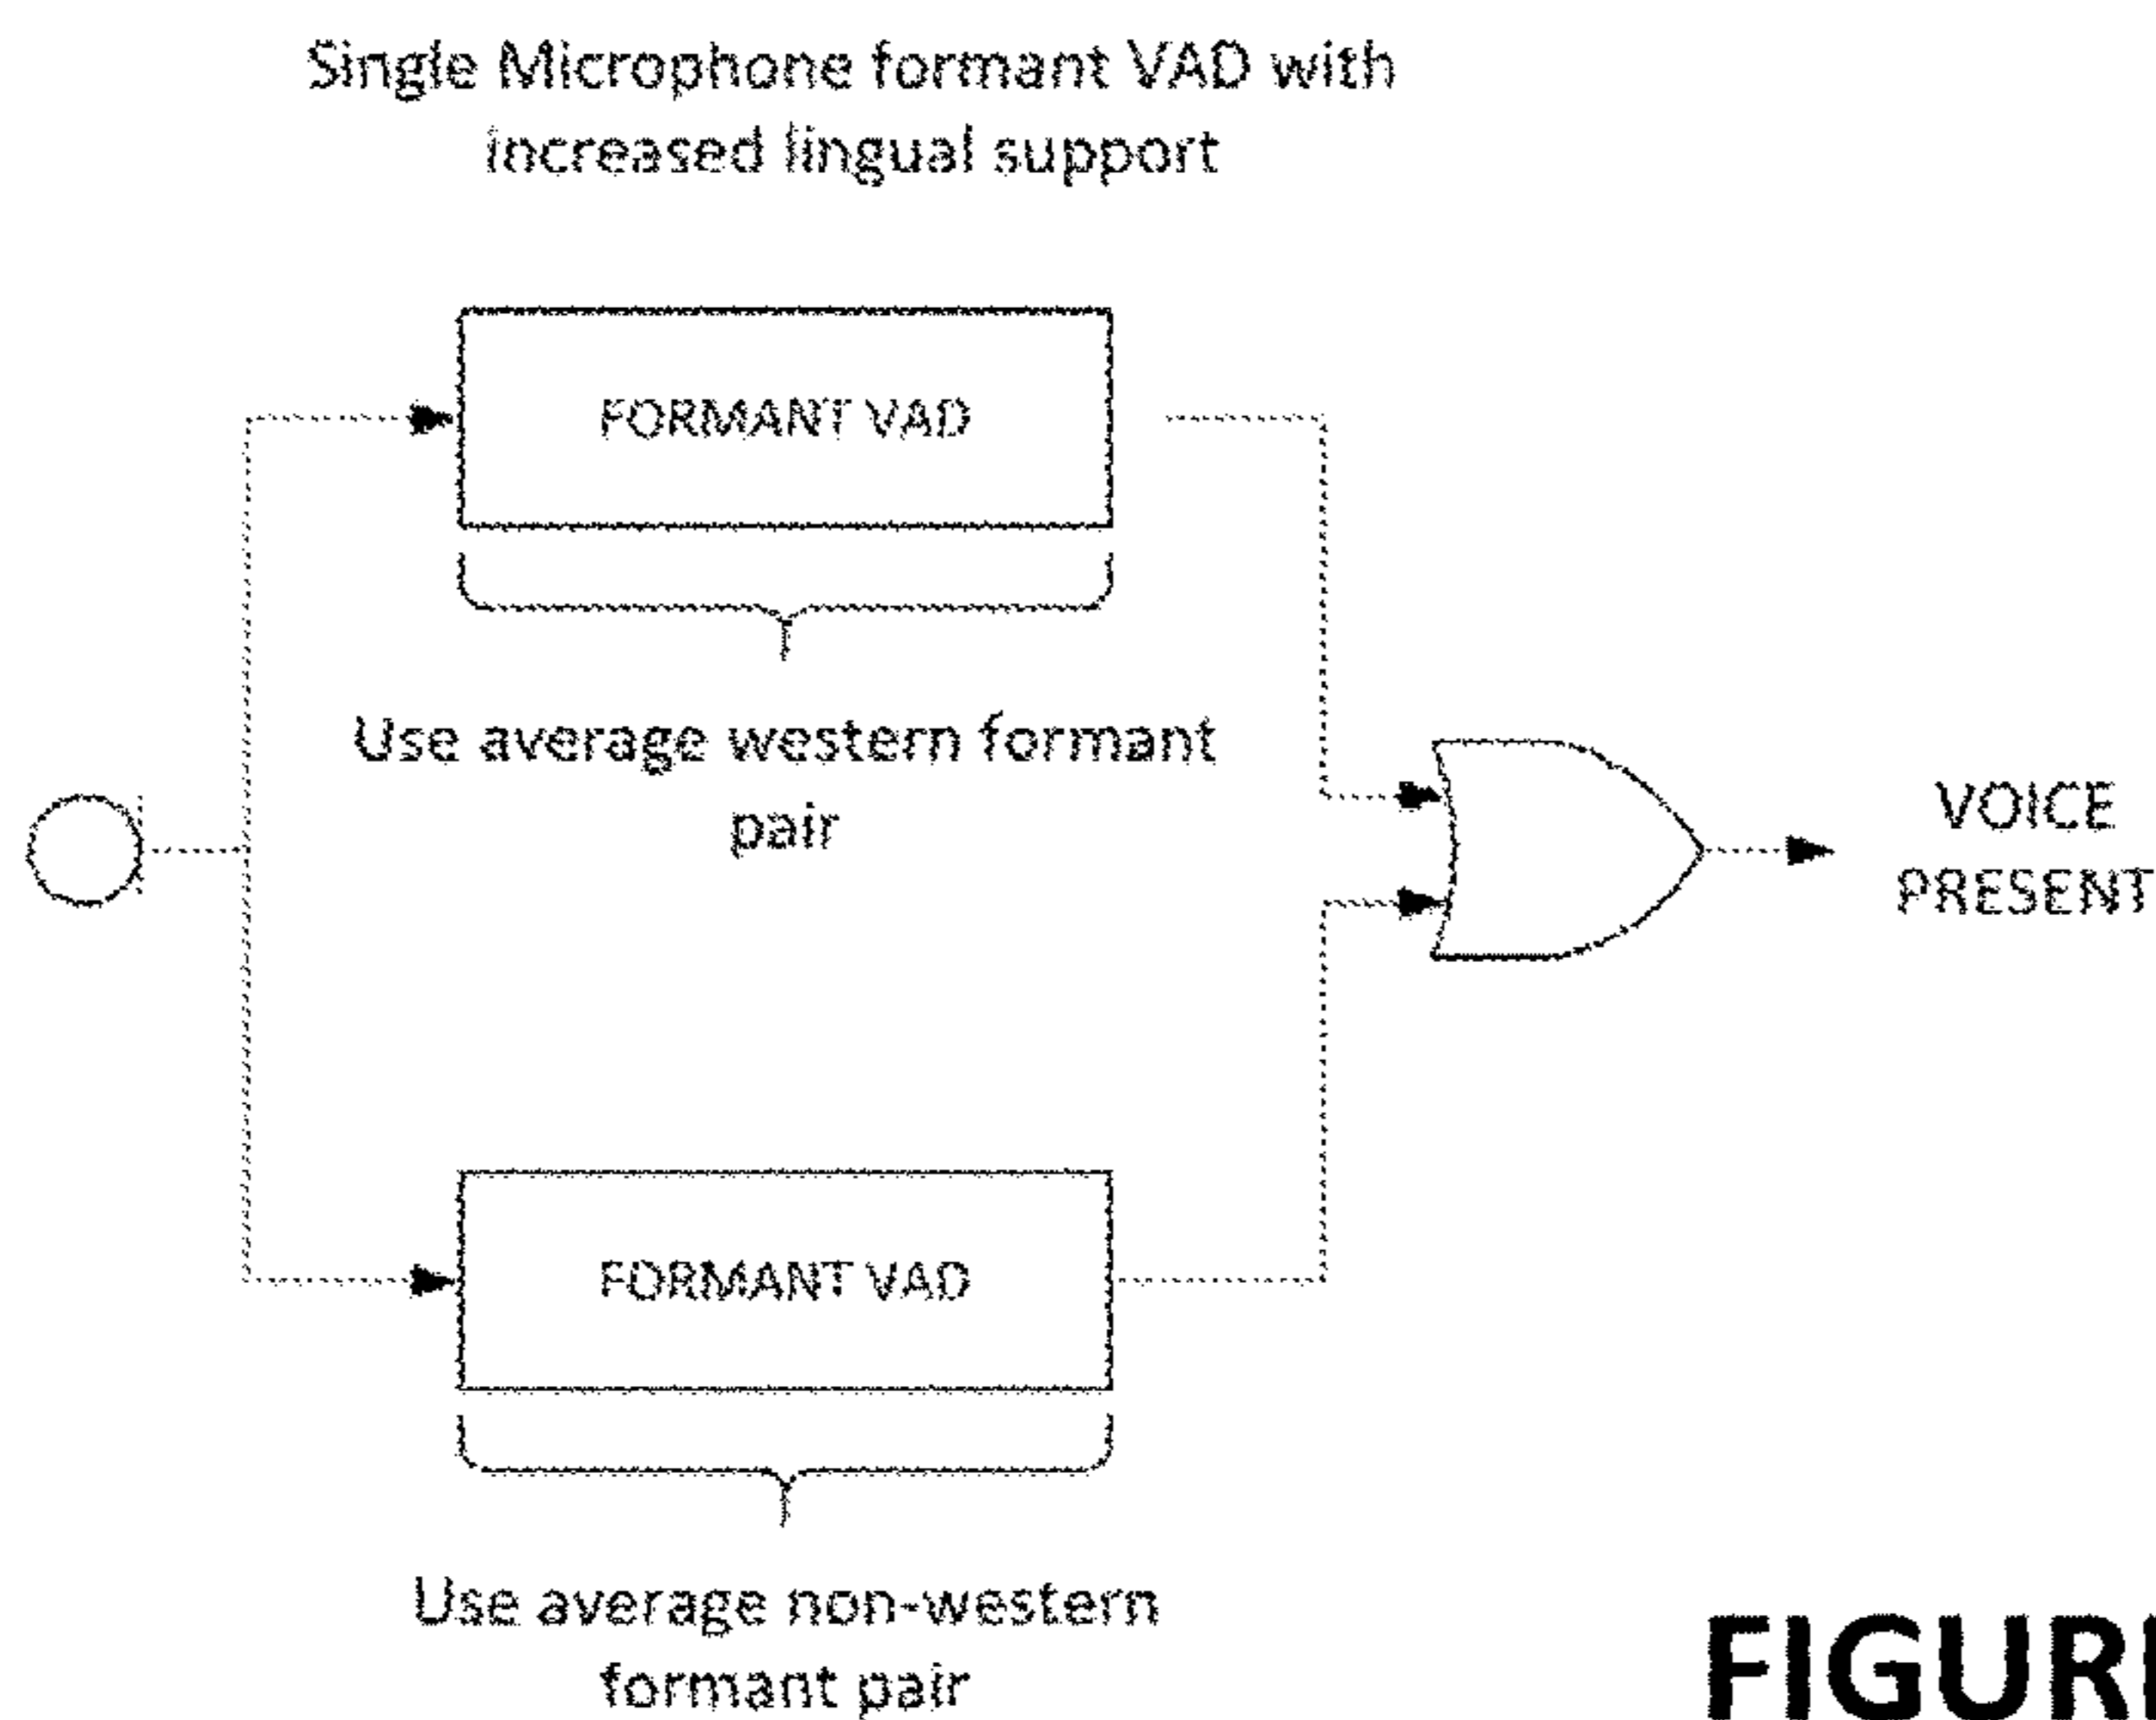 Single Microphone formant VAD with
increased lingual support
FORMANT VAD
Use average western formant
pair
VOICE
PRESENT
FORMANT VAD
Use average non-western
formant pair